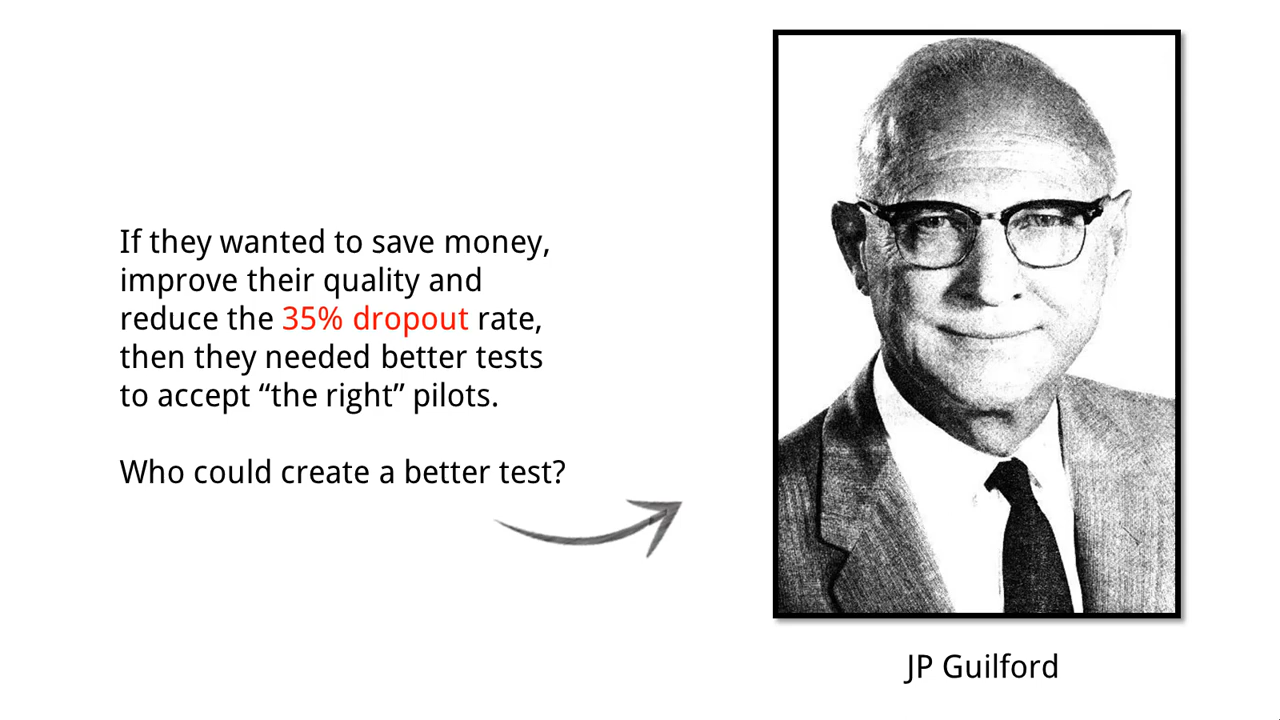 If they wanted to save money,
improve their quality and
reduce the 35% dropout rate,
then they needed better tests
to accept “the right” pilots.
Who could create a better test?
JP Guilford